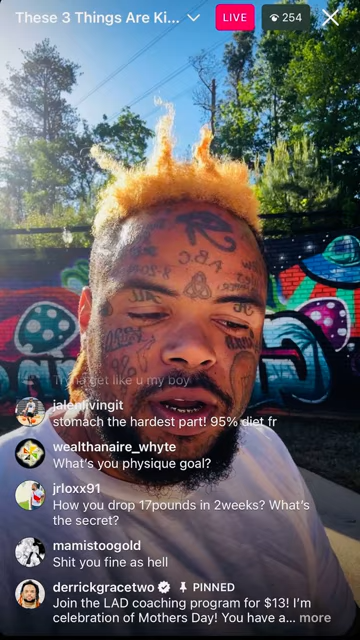 These 3 Things Are Ki...
LIVE
254
ABC
Tryna get like u my boy
jalenlivingit
stomach the hardest part! 95% diet fr
wealthanaire_whyte
What's you physique goal?
jrloxx91
How you drop 17pounds in 2weeks? What's
the secret?
mamistoogold
Shit you fine as hell
derrickgracetwo PINNED
Join the LAD coaching program for $13! I'm
celebration of Mothers Day! You have a... more